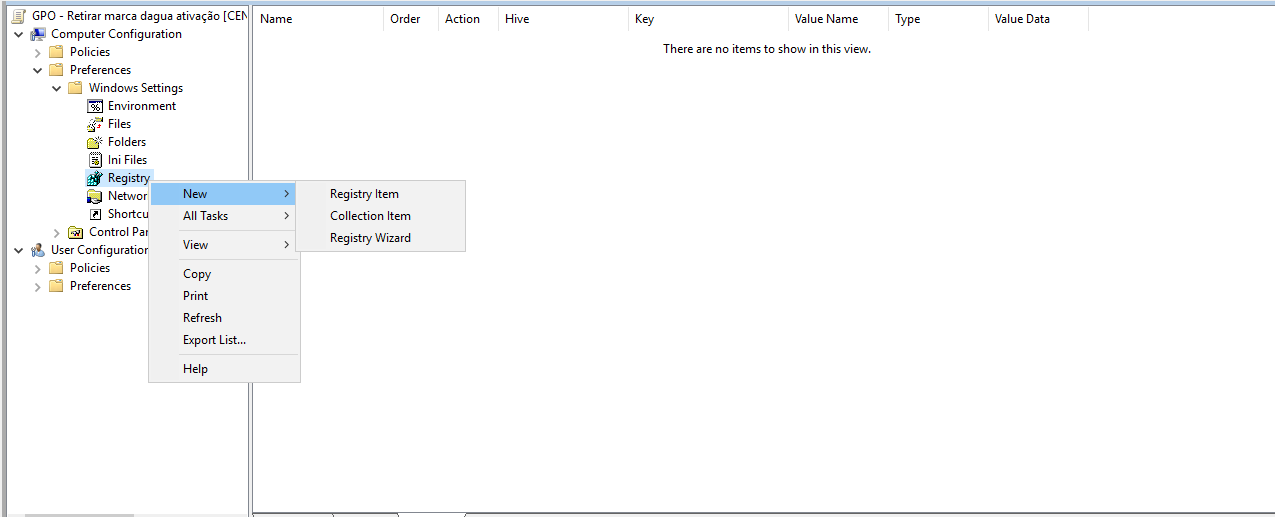 GPO - Retirar marca dagua ativação [CEN
Computer Configuration
Policies
Preferences
Windows Settings
Environment
Files
Folders
Ini Files
Registry
Networ
Shortcu
Control Par
User Configuration
Policies
Preferences
New
All Tasks
View
Copy
Print
Refresh
Export List...
Help
Registry Item
Collection Item
Registry Wizard
Name Order Action Hive Key Value Name Type Value Data
There are no items to show in this view.